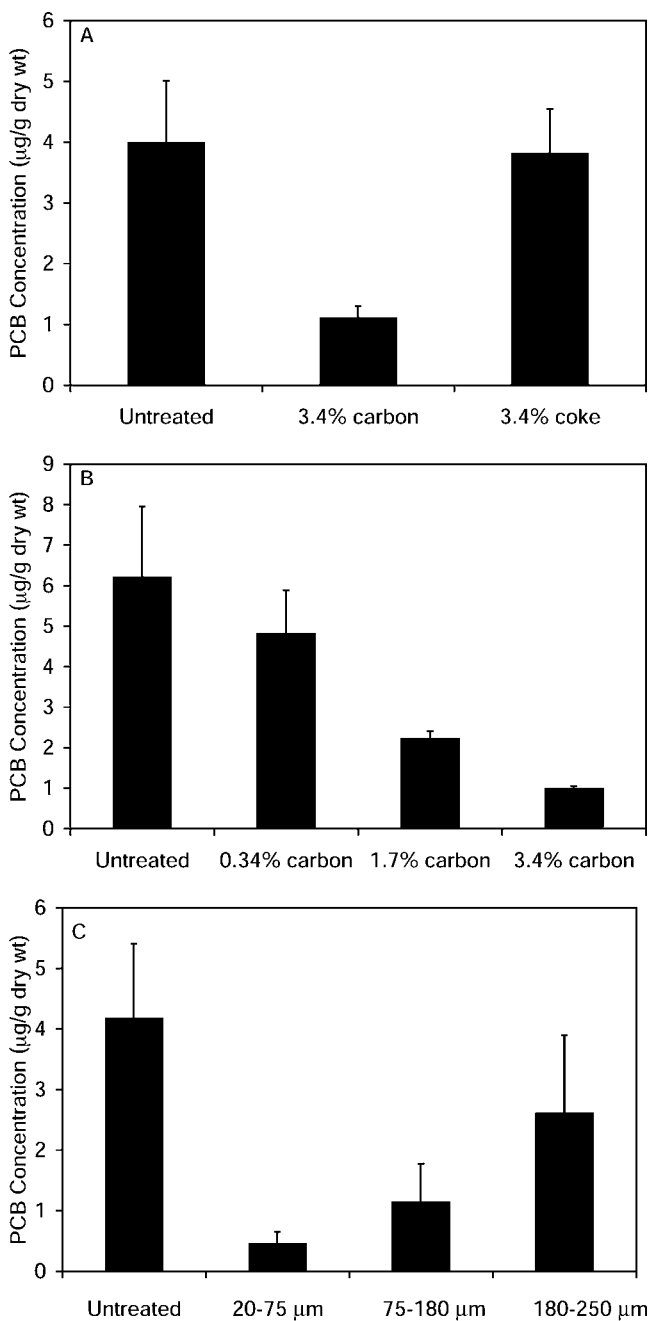 A
PCB Concentration (μg/g dry wt)
6
5
4
3
2
1
0
Untreated 3.4% carbon 3.4% coke
B
PCB Concentration (μg/g dry wt)
9
8
7
6
5
4
3
2
1
0
Untreated 0.34% carbon 1.7% carbon 3.4% carbon
C
PCB Concentration (μg/g dry wt)
6
5
4
3
2
1
0
Untreated 20-75 μm 75-180 μm 180-250 μm